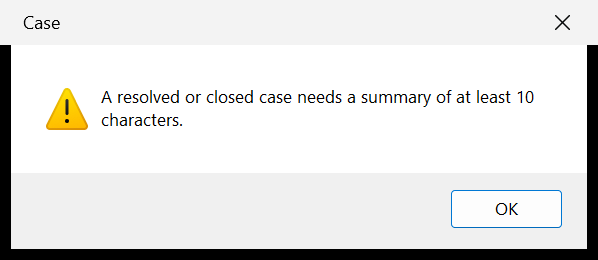 Case
A resolved or closed case needs a summary of at least 10
characters.
OK